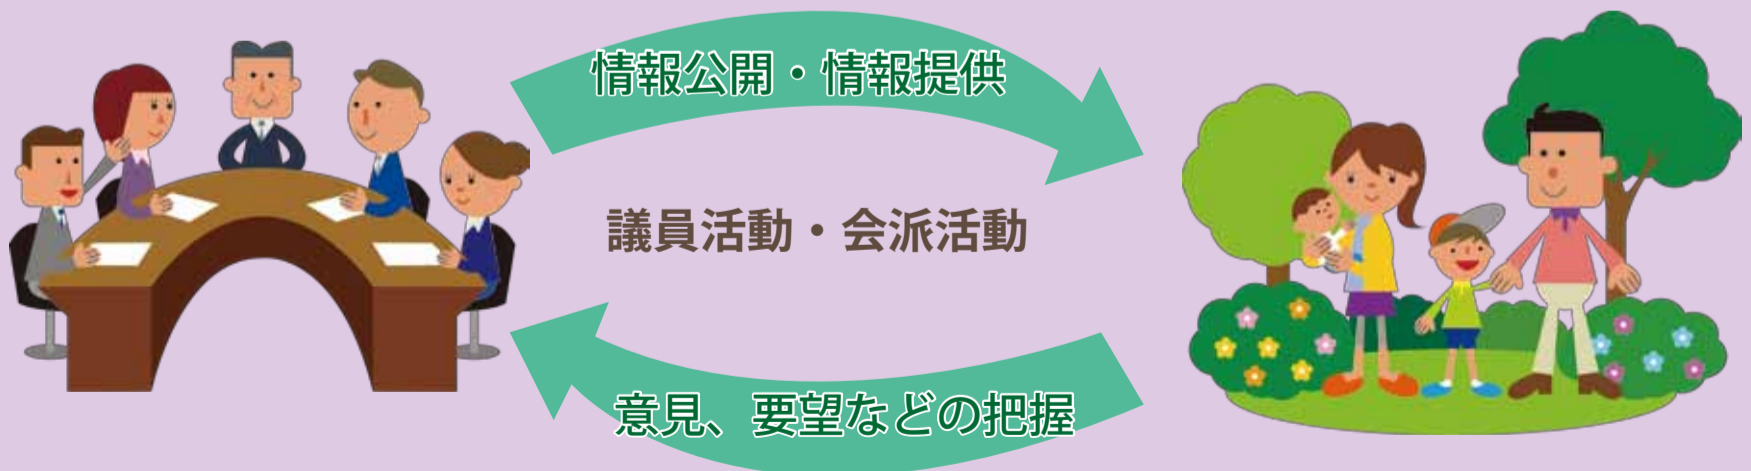 情報公開・情報提供
議員活動・会派活動
意見、要望などの把握